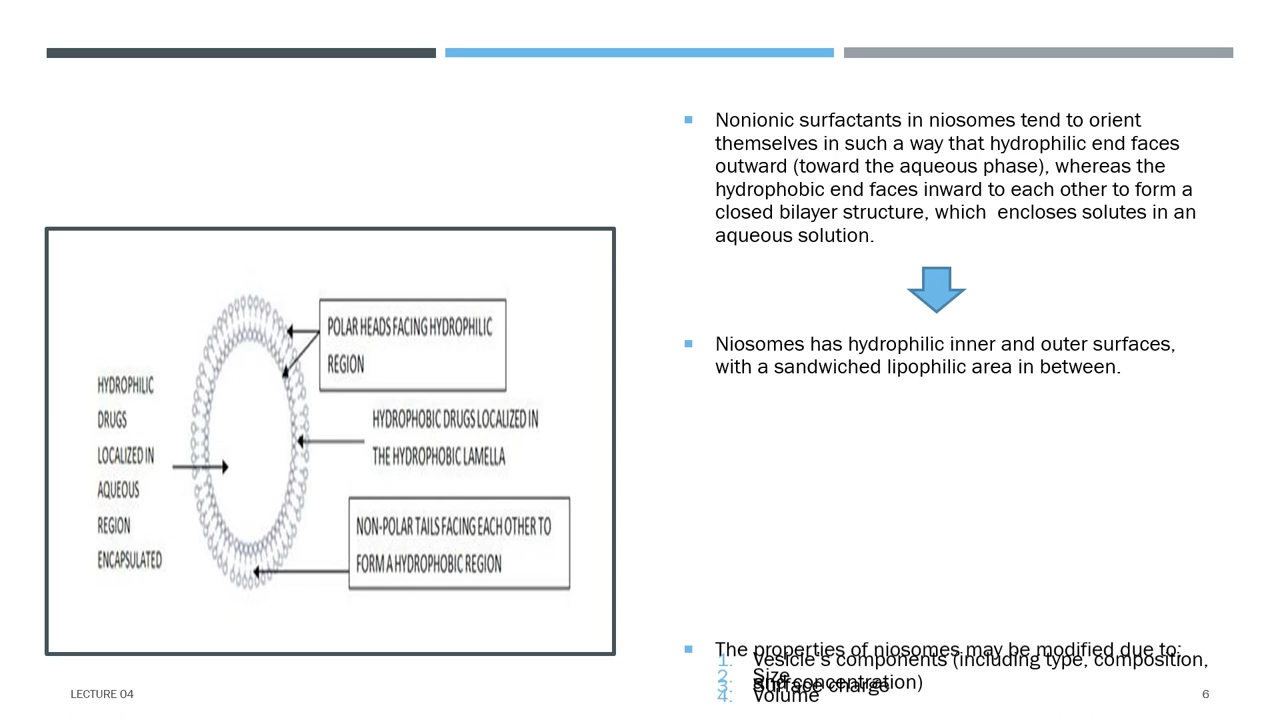 Nonionic surfactants in niosomes tend to orient
themselves in such a way that hydrophilic end faces
outward (toward the aqueous phase), whereas the
hydrophobic end faces inward to each other to form a
closed bilayer structure, which  encloses solutes in an
aqueous solution.
Niosomes has hydrophilic inner and outer surfaces,
with a sandwiched lipophilic area in between.
The properties of niosomes may be modified due to:
1. Vesicle's components (including type, composition,
and concentration)
2. Size
3. Surface charge
4. Volume
POLAR HEADS FACING HYDROPHILIC
REGION
HYDROPHILIC
DRUGS
LOCALIZED IN
AQUEOUS
REGION
ENCAPSULATED
HYDROPHOBIC DRUGS LOCALIZED IN
THE HYDROPHOBIC LAMELLA
NON-POLAR TAILS FACING EACH OTHER TO
FORM A HYDROPHOBIC REGION
LECTURE 04
6